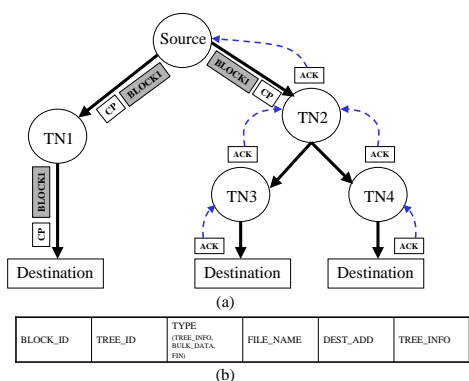 Source
BLOCK1
CP
BLOCK1
CP
ACK
TN1
TN2
BLOCK1
CP
ACK
ACK
TN3
TN4
ACK
ACK
Destination
Destination
Destination
(a)
BLOCK_ID
TREE_ID
TYPE
(TREE_INFO,
BULK_DATA,
FIN)
FILE_NAME
DEST_ADD
TREE_INFO
(b)